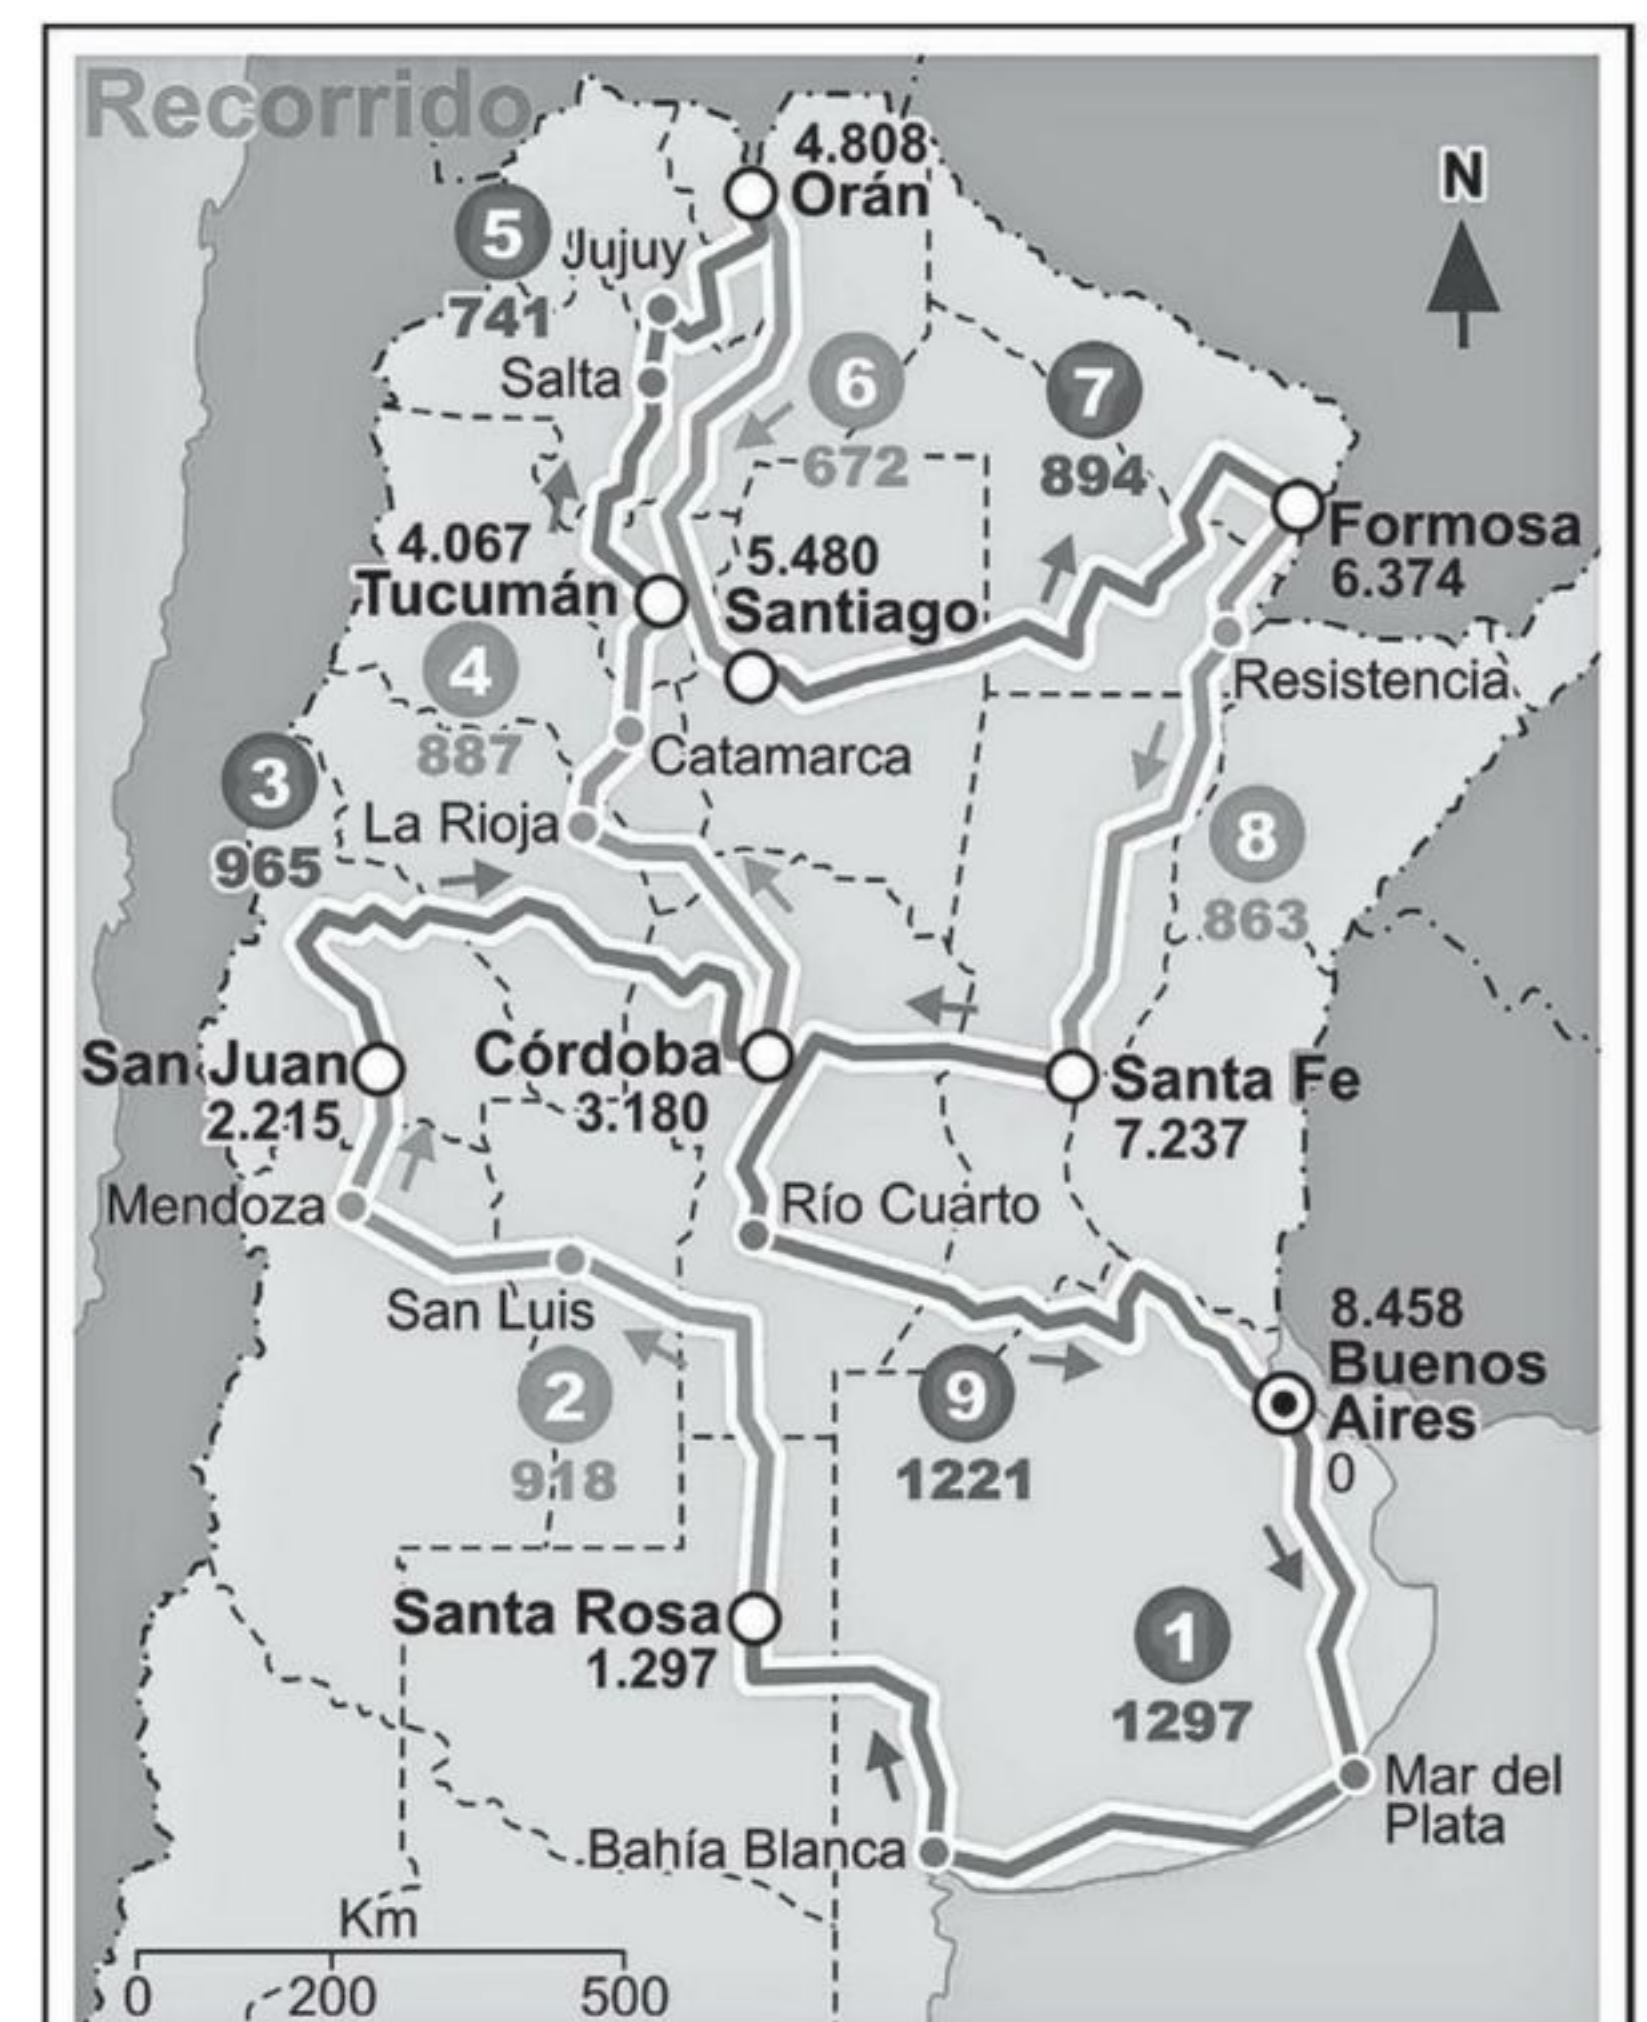 Recorrido
4.808
Orán
N
5
741
Jujuy
Salta
6
672
7
894
4.067
Tucumán
5.480
Santiago
Formosa
6.374
4
887
Resistencia
3
965
Catamarca
La Rioja
8
863
San Juan
2.215
Córdoba
3.180
Santa Fe
7.237
Mendoza
Río Cuarto
San Luis
8.458
Buenos
Aires
0
2
918
9
1221
Santa Rosa
1.297
1
1297
Mar del
Plata
Bahía Blanca
Km
0 200 500